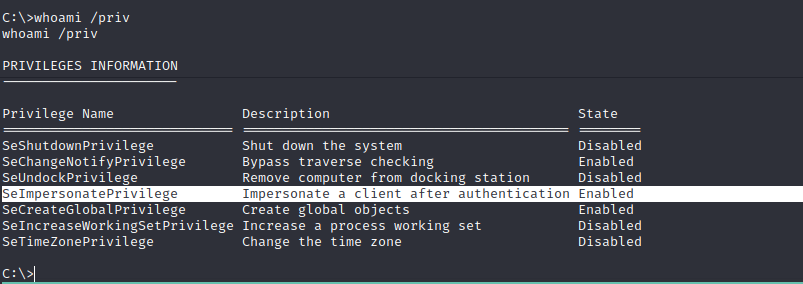 C:\>whoami /priv
whoami /priv
PRIVILEGES INFORMATION
----------------------
Privilege Name                Description                               State
============================= ========================================= ========
SeShutdownPrivilege           Shut down the system                      Disabled
SeChangeNotifyPrivilege       Bypass traverse checking                  Enabled
SeUndockPrivilege             Remove computer from docking station      Disabled
SeImpersonatePrivilege        Impersonate a client after authentication Enabled
SeCreateGlobalPrivilege       Create global objects                     Enabled
SeIncreaseWorkingSetPrivilege Increase a process working set            Disabled
SeTimeZonePrivilege           Change the time zone                      Disabled
C:\>